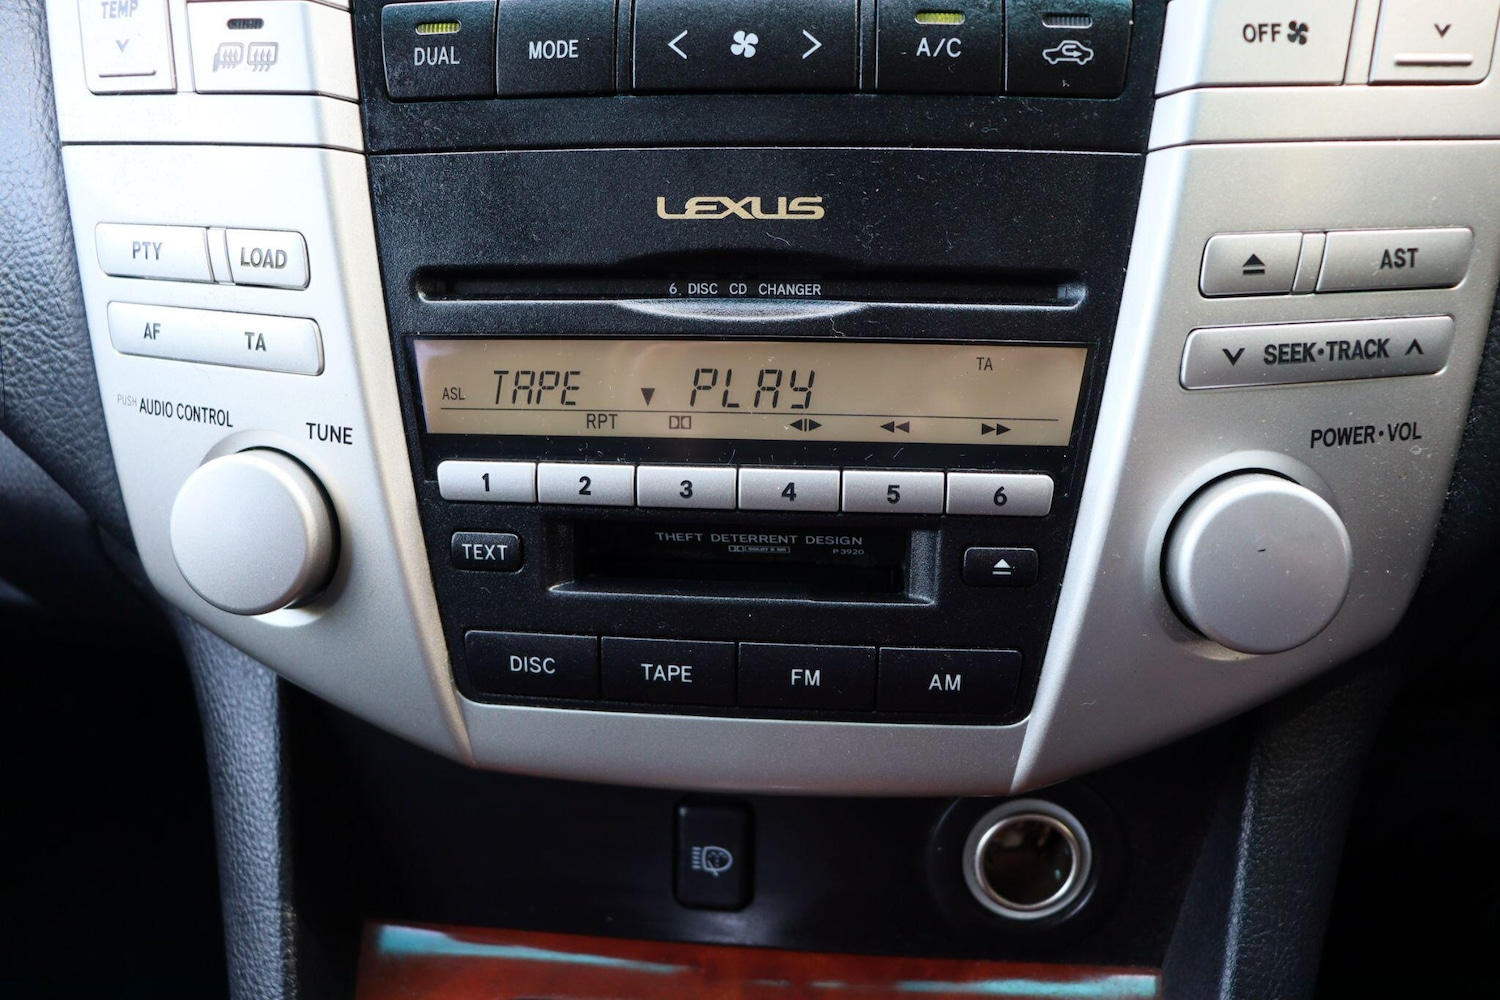 TEMP
DUAL
MODE
A/C
OFF
LEXUS
PTY
LOAD
6 DISC CD CHANGER
AST
AF TA
SEEK•TRACK
TA
ASL TAPE PLAY
RPT
PUSH AUDIO CONTROL
TUNE
POWER•VOL
1 2 3 4 5 6
TEXT
THEFT DETERRENT DESIGN
P3920
DISC
TAPE
FM
AM